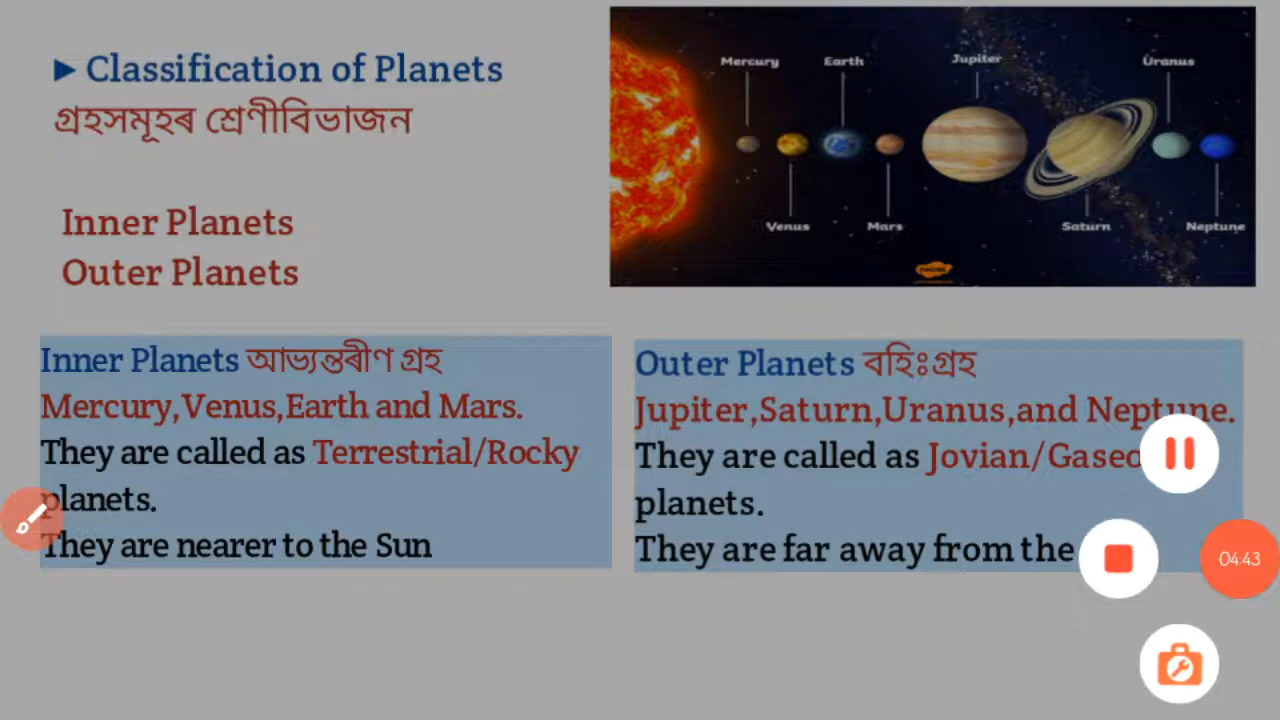 ► Classification of Planets
গ্ৰহসমূহৰ শ্ৰেণীবিভাজন
Inner Planets
Outer Planets
Mercury
Earth
Jupiter
Uranus
Venus
Mars
Saturn
Neptune
Inner Planets আভ্যন্তৰীণ গ্ৰহ
Mercury,Venus,Earth and Mars.
They are called as Terrestrial/Rocky
planets.
They are nearer to the Sun
Outer Planets বহিঃগ্ৰহ
Jupiter,Saturn,Uranus,and Neptune.
They are called as Jovian/
planets.
They are far away from the
04:43